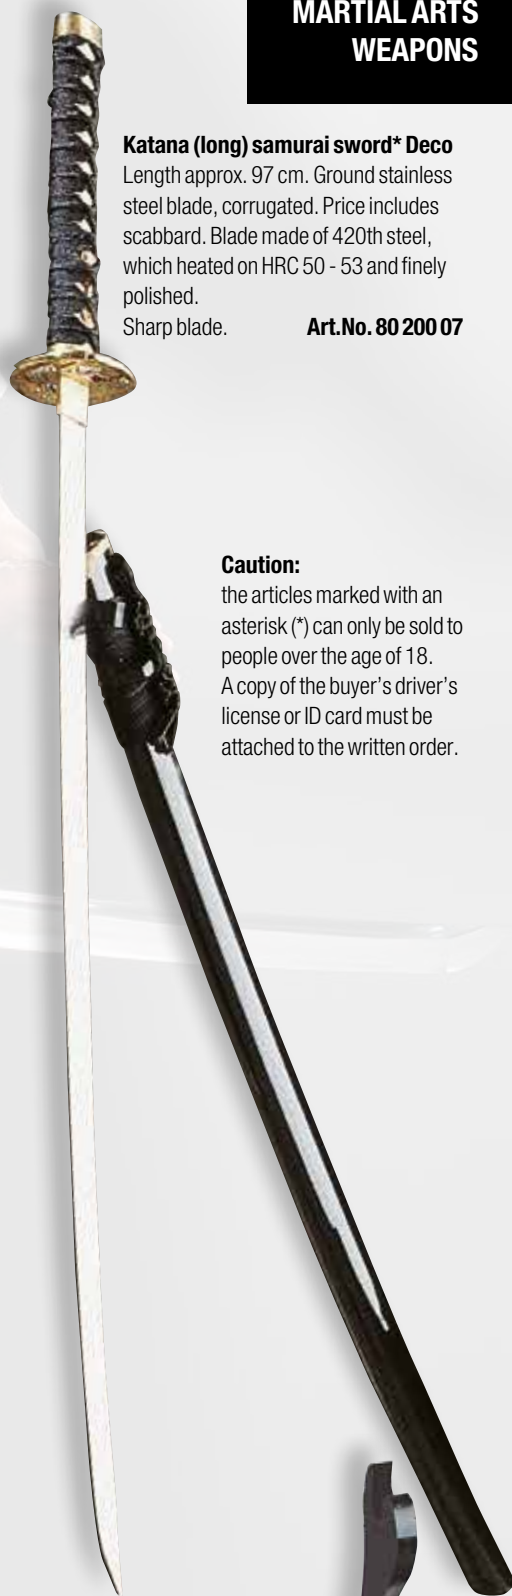 MARTIAL ARTS
WEAPONS
Katana (long) samurai sword* Deco
Length approx. 97 cm. Ground stainless
steel blade, corrugated. Price includes
scabbard. Blade made of 420th steel,
which heated on HRC 50 - 53 and finely
polished.
Sharp blade. Art.No. 80 200 07
Caution:
the articles marked with an
asterisk (*) can only be sold to
people over the age of 18.
A copy of the buyer's driver's
license or ID card must be
attached to the written order.